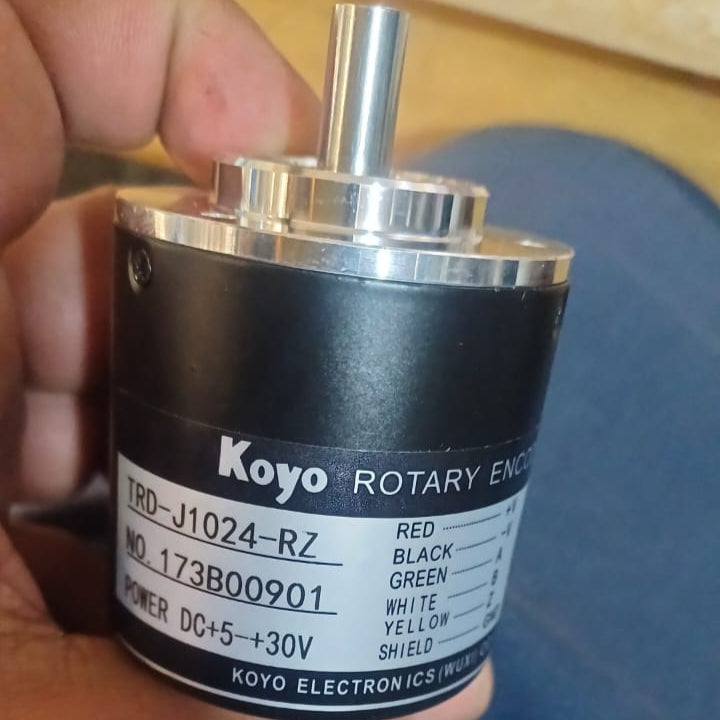 Koyo ROTARY
TRD-J1024-RZ
NO. 173B00901
POWER DC+5-+30V
RED +V
BLACK -V
GREEN A
WHITE B
YELLOW Z
SHIELD GND
KOYO ELECTRONICS (WUXI)